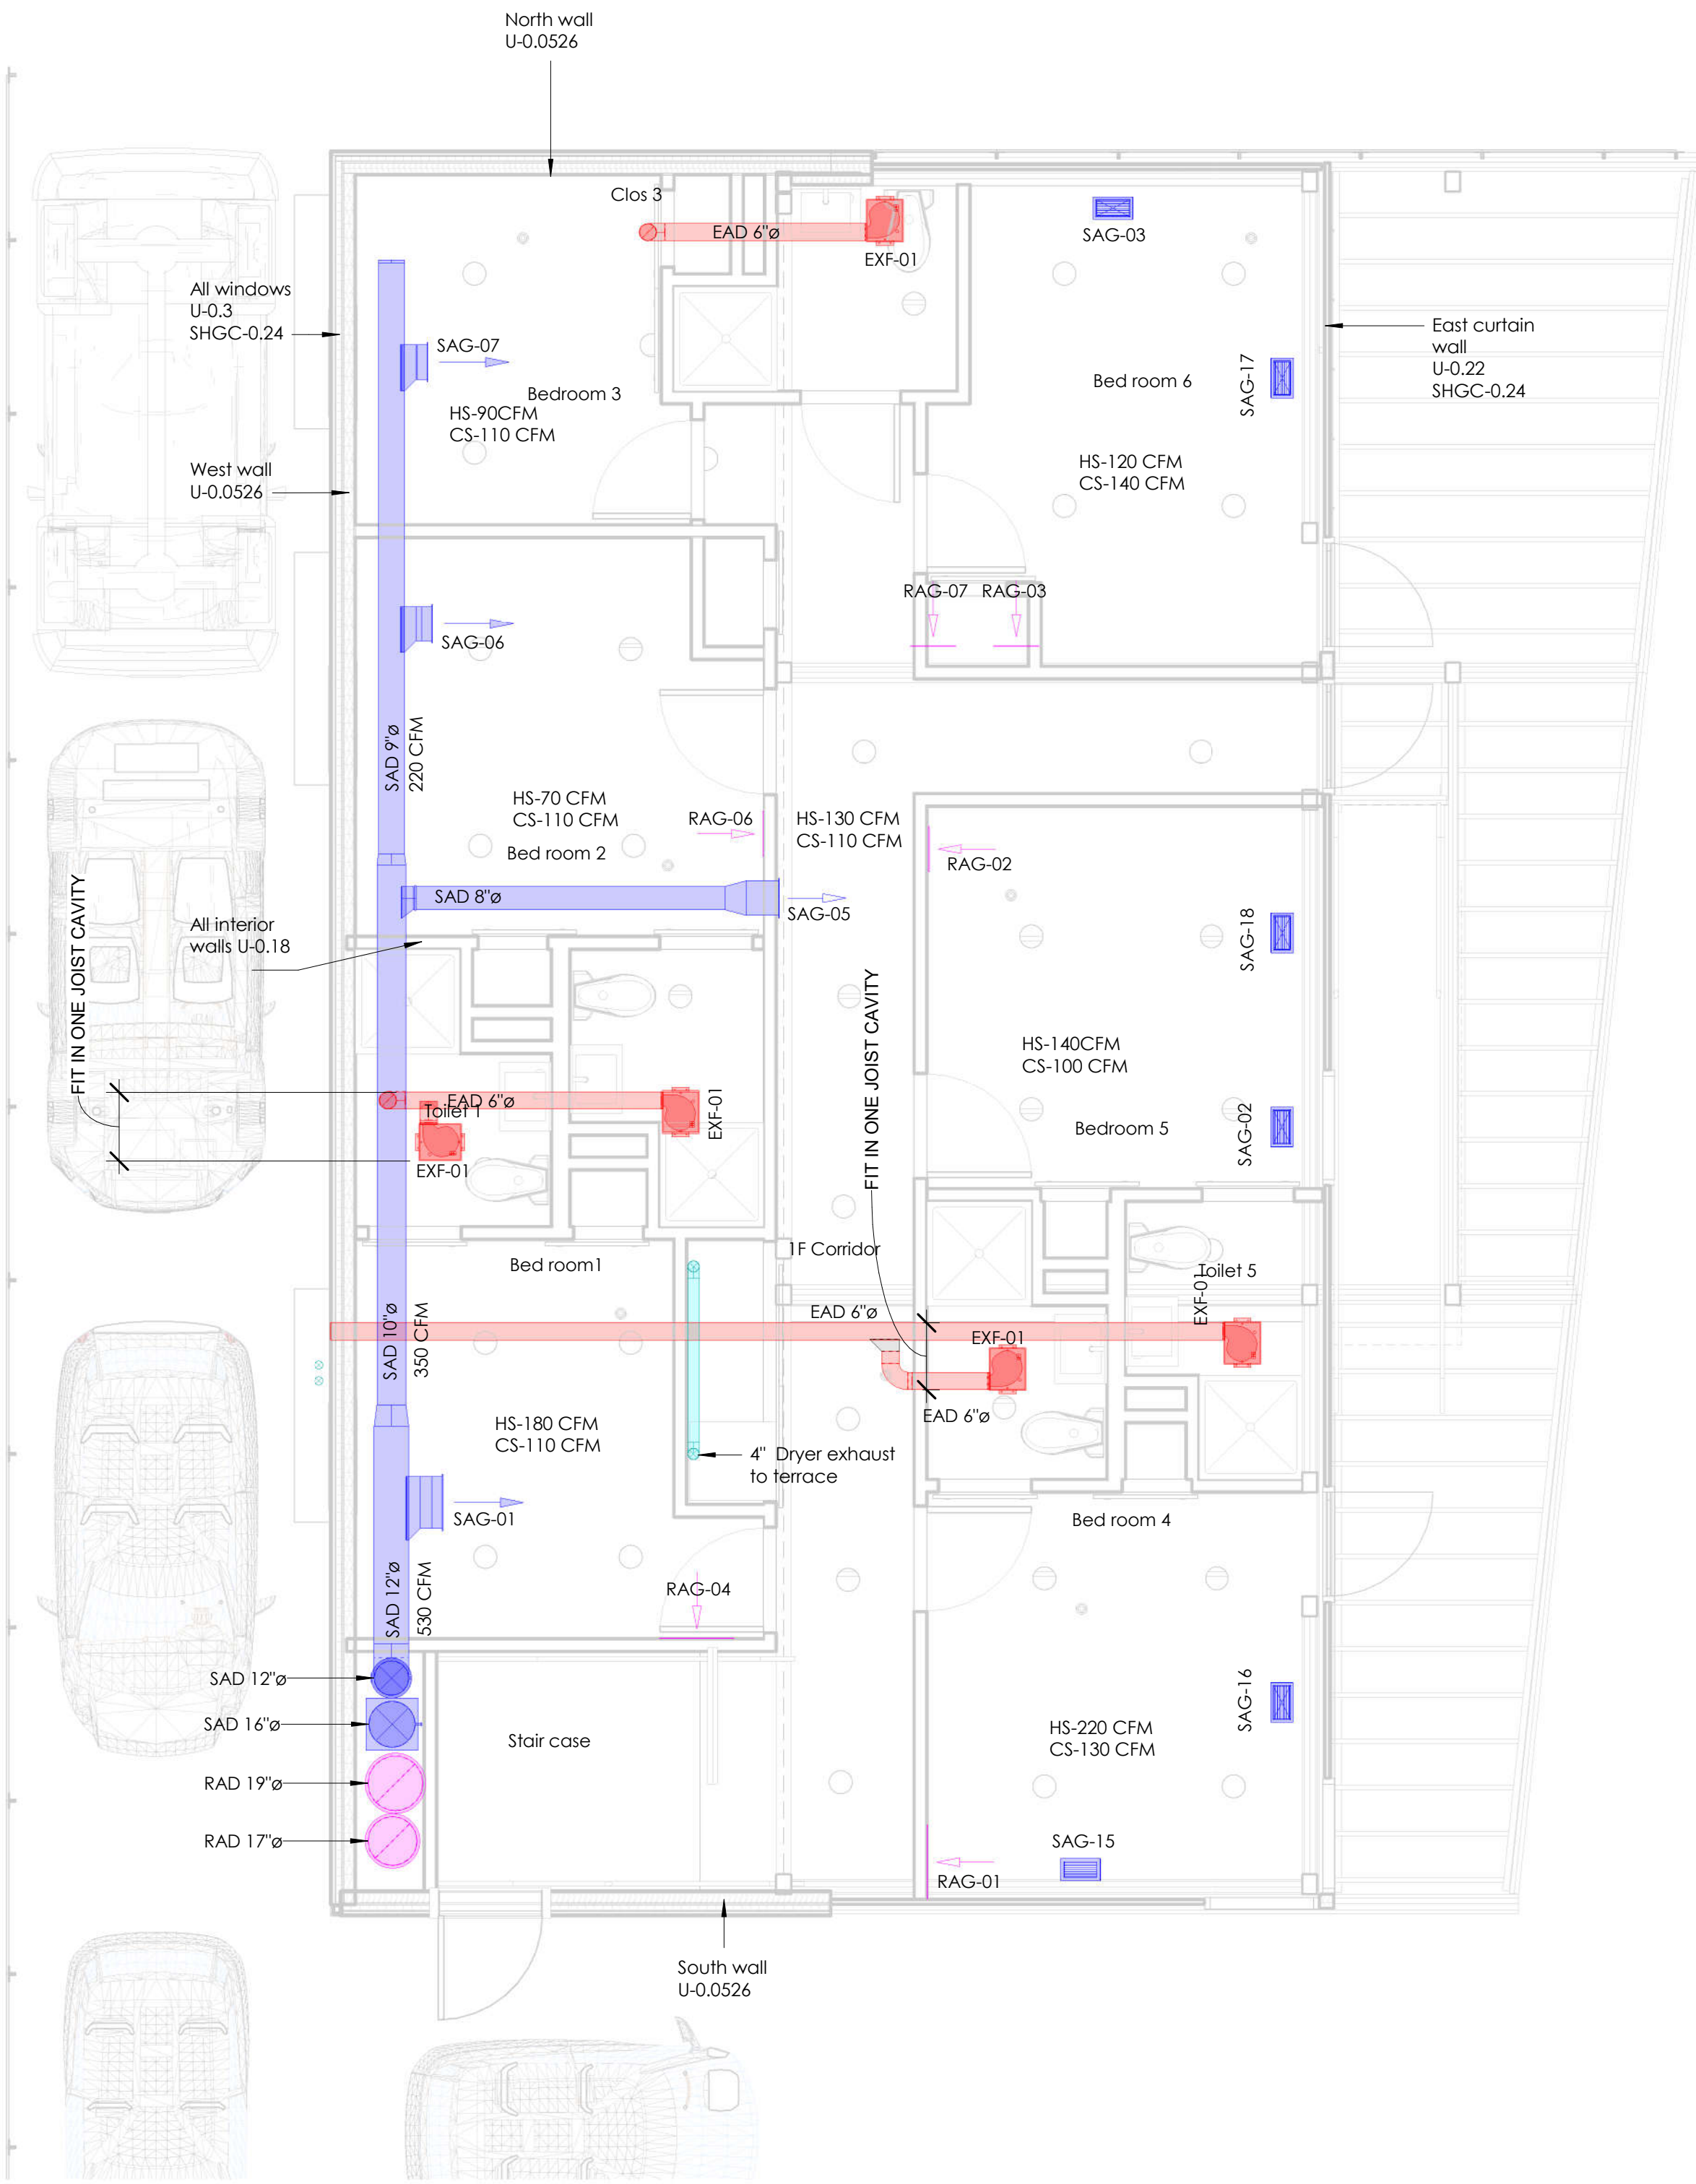 North wall
U-0.0526
Clos 3
EAD 6"ø
EXF-01
SAG-03
All windows
U-0.3
SHGC-0.24
East curtain
wall
U-0.22
SHGC-0.24
SAG-07
Bedroom 3
HS-90CFM
CS-110 CFM
Bed room 6
SAG-17
West wall
U-0.0526
HS-120 CFM
CS-140 CFM
RAG-07
RAG-03
SAG-06
SAD 9"ø
220 CFM
HS-70 CFM
CS-110 CFM
Bed room 2
RAG-06
HS-130 CFM
CS-110 CFM
RAG-02
SAD 8"ø
SAG-05
FIT IN ONE JOIST CAVITY
All interior
walls U-0.18
SAG-18
FIT IN ONE JOIST CAVITY
HS-140CFM
CS-100 CFM
Bedroom 5
SAG-02
EAD 6"ø
Toilet 1
EXF-01
EXF-01
Bed room1
1F Corridor
Toilet 5
EXF-01
EAD 6"ø
EXF-01
SAD 10"ø
350 CFM
EAD 6"ø
HS-180 CFM
CS-110 CFM
4" Dryer exhaust
to terrace
SAG-01
Bed room 4
SAD 12"ø
530 CFM
RAG-04
SAD 12"ø
SAD 16"ø
Stair case
HS-220 CFM
CS-130 CFM
SAG-16
RAD 19"ø
RAD 17"ø
SAG-15
RAG-01
South wall
U-0.0526